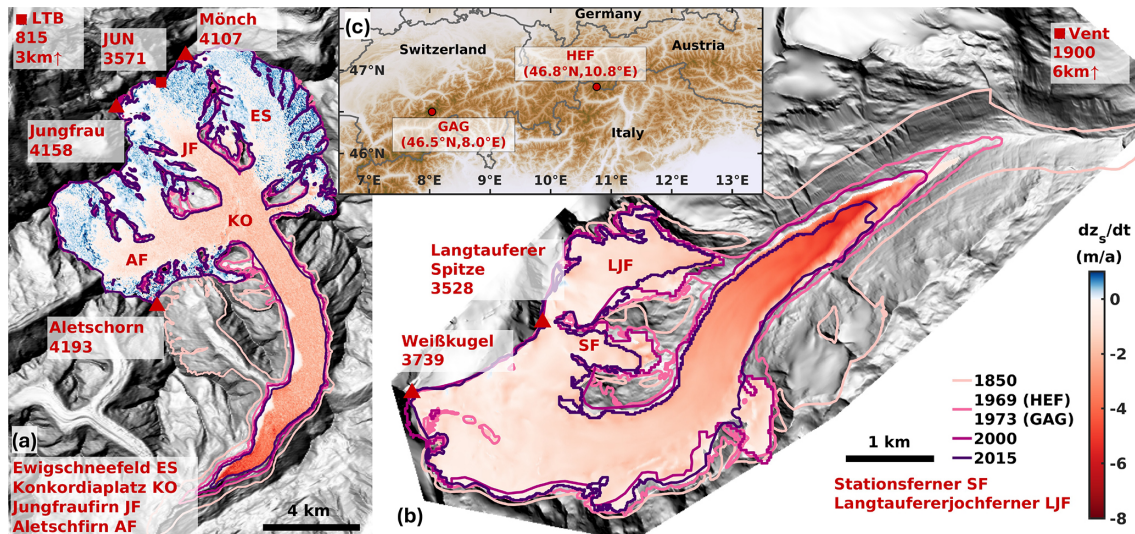 LTB
815
3km↑
JUN
3571
Mönch
4107
Jungfrau
4158
ES
JF
KO
AF
Aletschorn
4193
(a)
Ewigschneefeld ES
Konkordiaplatz KO
Jungfraufirn JF
Aletschfirn AF
4 km
(c)
Germany
Switzerland
Austria
Italy
HEF
(46.8°N,10.8°E)
GAG
(46.5°N,8.0°E)
47°N
46°N
7°E
8°E
9°E
10°E
11°E
12°E
13°E
Vent
1900
6km↑
Langtauferer
Spitze
3528
LJF
SF
Weißkugel
3739
(b)
1 km
1850
1969 (HEF)
1973 (GAG)
2000
2015
Stationsferner SF
Langtaufererjochferner LJF
dzs/dt
(m/a)
0
-2
-4
-6
-8